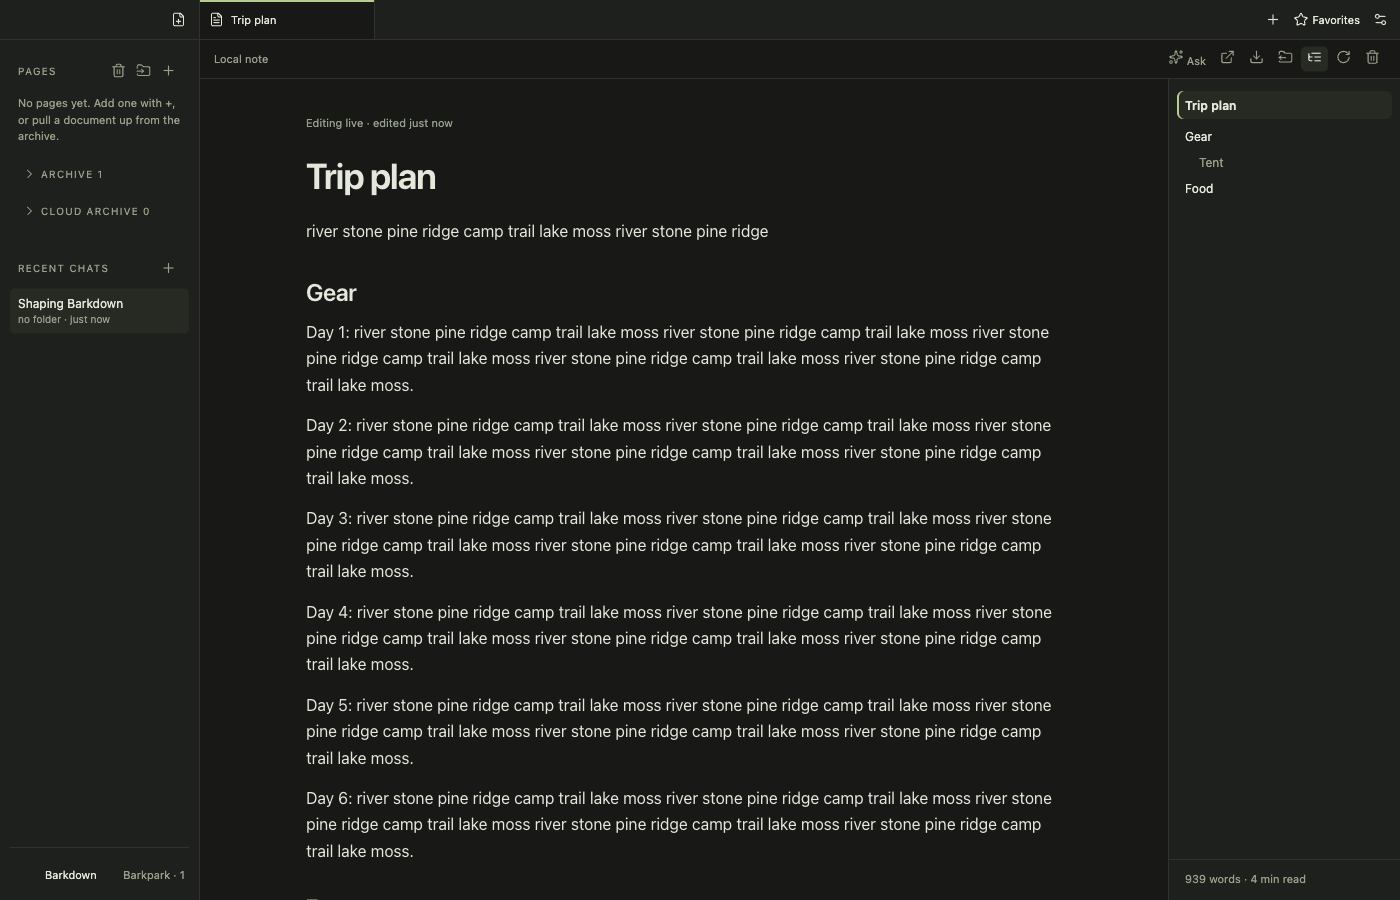 Trip plan
Favorites
PAGES
No pages yet. Add one with +,
or pull a document up from the
archive.
ARCHIVE 1
CLOUD ARCHIVE 0
RECENT CHATS
Shaping Barkdown
no folder · just now
Barkdown
Barkpark · 1
Local note
Ask
Editing live · edited just now
Trip plan
river stone pine ridge camp trail lake moss river stone pine ridge
Gear
Day 1: river stone pine ridge camp trail lake moss river stone pine ridge camp trail lake moss river stone
pine ridge camp trail lake moss river stone pine ridge camp trail lake moss river stone pine ridge camp
trail lake moss.
Day 2: river stone pine ridge camp trail lake moss river stone pine ridge camp trail lake moss river stone
pine ridge camp trail lake moss river stone pine ridge camp trail lake moss river stone pine ridge camp
trail lake moss.
Day 3: river stone pine ridge camp trail lake moss river stone pine ridge camp trail lake moss river stone
pine ridge camp trail lake moss river stone pine ridge camp trail lake moss river stone pine ridge camp
trail lake moss.
Day 4: river stone pine ridge camp trail lake moss river stone pine ridge camp trail lake moss river stone
pine ridge camp trail lake moss river stone pine ridge camp trail lake moss river stone pine ridge camp
trail lake moss.
Day 5: river stone pine ridge camp trail lake moss river stone pine ridge camp trail lake moss river stone
pine ridge camp trail lake moss river stone pine ridge camp trail lake moss river stone pine ridge camp
trail lake moss.
Day 6: river stone pine ridge camp trail lake moss river stone pine ridge camp trail lake moss river stone
pine ridge camp trail lake moss river stone pine ridge camp trail lake moss river stone pine ridge camp
trail lake moss.
Trip plan
Gear
Tent
Food
939 words · 4 min read